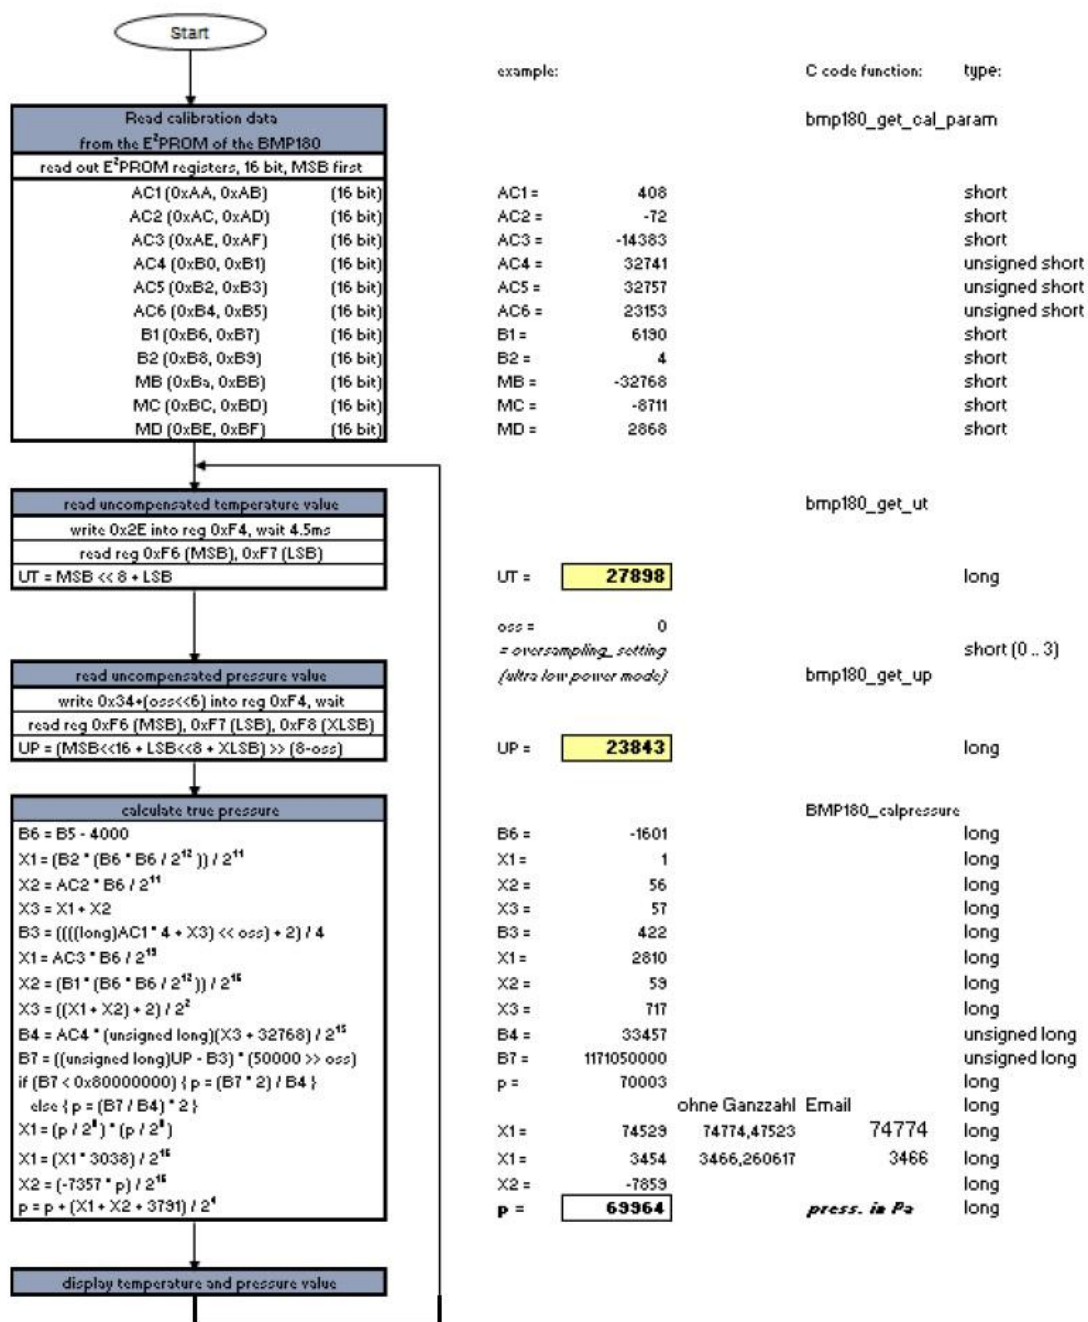 Start
example: C code function: type:
Read calibration data bmp180_get_cal_param
from the E²PROM of the BMP180
read out E²PROM registers, 16 bit, MSB first
AC1 (0xAA, 0xAB) (16 bit) AC1 = 408 short
AC2 (0xAC, 0xAD) (16 bit) AC2 = -72 short
AC3 (0xAE, 0xAF) (16 bit) AC3 = -14383 short
AC4 (0xB0, 0xB1) (16 bit) AC4 = 32741 unsigned short
AC5 (0xB2, 0xB3) (16 bit) AC5 = 32757 unsigned short
AC6 (0xB4, 0xB5) (16 bit) AC6 = 23153 unsigned short
B1 (0xB6, 0xB7) (16 bit) B1 = 6190 short
B2 (0xB8, 0xB9) (16 bit) B2 = 4 short
MB (0xBa, 0xBB) (16 bit) MB = -32768 short
MC (0xBC, 0xBD) (16 bit) MC = -8711 short
MD (0xBE, 0xBF) (16 bit) MD = 2868 short
read uncompensated temperature value bmp180_get_ut
write 0x2E into reg 0xF4, wait 4.5ms
read reg 0xF6 (MSB), 0xF7 (LSB)
UT = MSB << 8 + LSB UT = 27898 long
oss = 0
= oversampling_setting short (0 .. 3)
read uncompensated pressure value (ultra low power mode) bmp180_get_up
write 0x34+(oss<<6) into reg 0xF4, wait
read reg 0xF6 (MSB), 0xF7 (LSB), 0xF8 (XLSB)
UP = (MSB<<16 + LSB<<8 + XLSB) >> (8-oss) UP = 23843 long
calculate true pressure BMP180_calpressure
B6 = B5 - 4000 B6 = -1601 long
X1 = (B2 * (B6 * B6 / 2¹² )) / 2¹¹ X1 = 1 long
X2 = AC2 * B6 / 2¹¹ X2 = 56 long
X3 = X1 + X2 X3 = 57 long
B3 = ((((long)AC1 * 4 + X3) << oss) + 2) / 4 B3 = 422 long
X1 = AC3 * B6 / 2¹³ X1 = 2810 long
X2 = (B1 * (B6 * B6 / 2¹² )) / 2¹⁶ X2 = 59 long
X3 = ((X1 + X2) + 2) / 2² X3 = 717 long
B4 = AC4 * (unsigned long)(X3 + 32768) / 2¹⁵ B4 = 33457 unsigned long
B7 = ((unsigned long)UP - B3) * (50000 >> oss) B7 = 1171050000 unsigned long
if (B7 < 0x80000000) { p = (B7 * 2) / B4 } p = 70003 long
else { p = (B7 / B4) * 2 } ohne Ganzzahl Email long
X1 = (p / 2⁸) * (p / 2⁸) X1 = 74529 74774,47523 74774 long
X1 = (X1 * 3038) / 2¹⁶ X1 = 3454 3466,260617 3466 long
X2 = (-7357 * p) / 2¹⁶ X2 = -7859 long
p = p + (X1 + X2 + 3791) / 2⁴ p = 69964 press. in Pa long
display temperature and pressure value